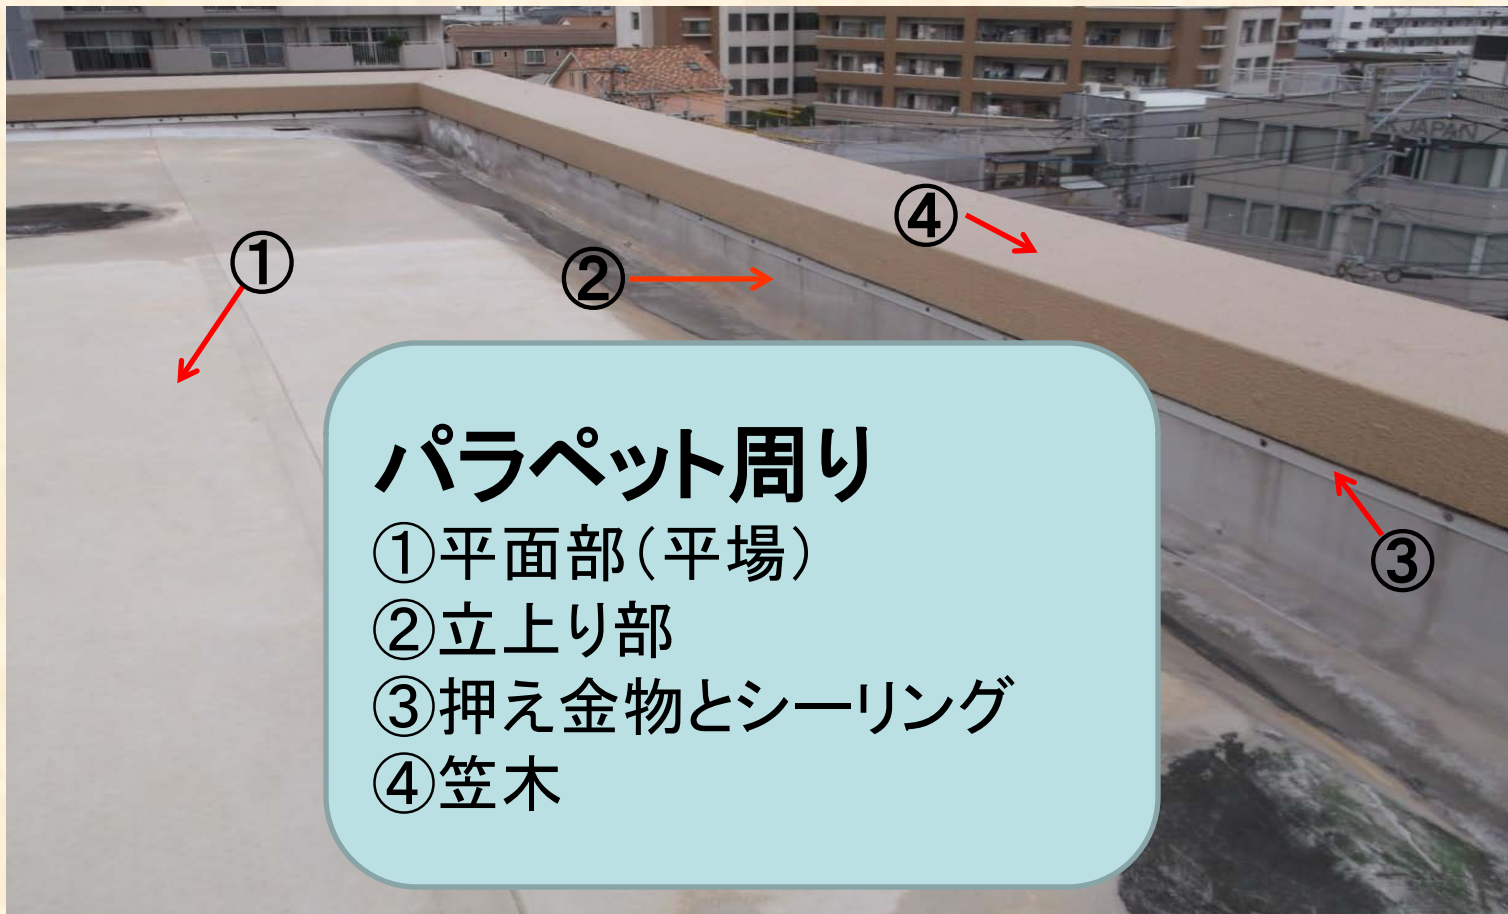 ①
②
④
③
JAPAN
パラペット周り
①平面部(平場)
②立上り部
③押え金物とシーリング
④笠木